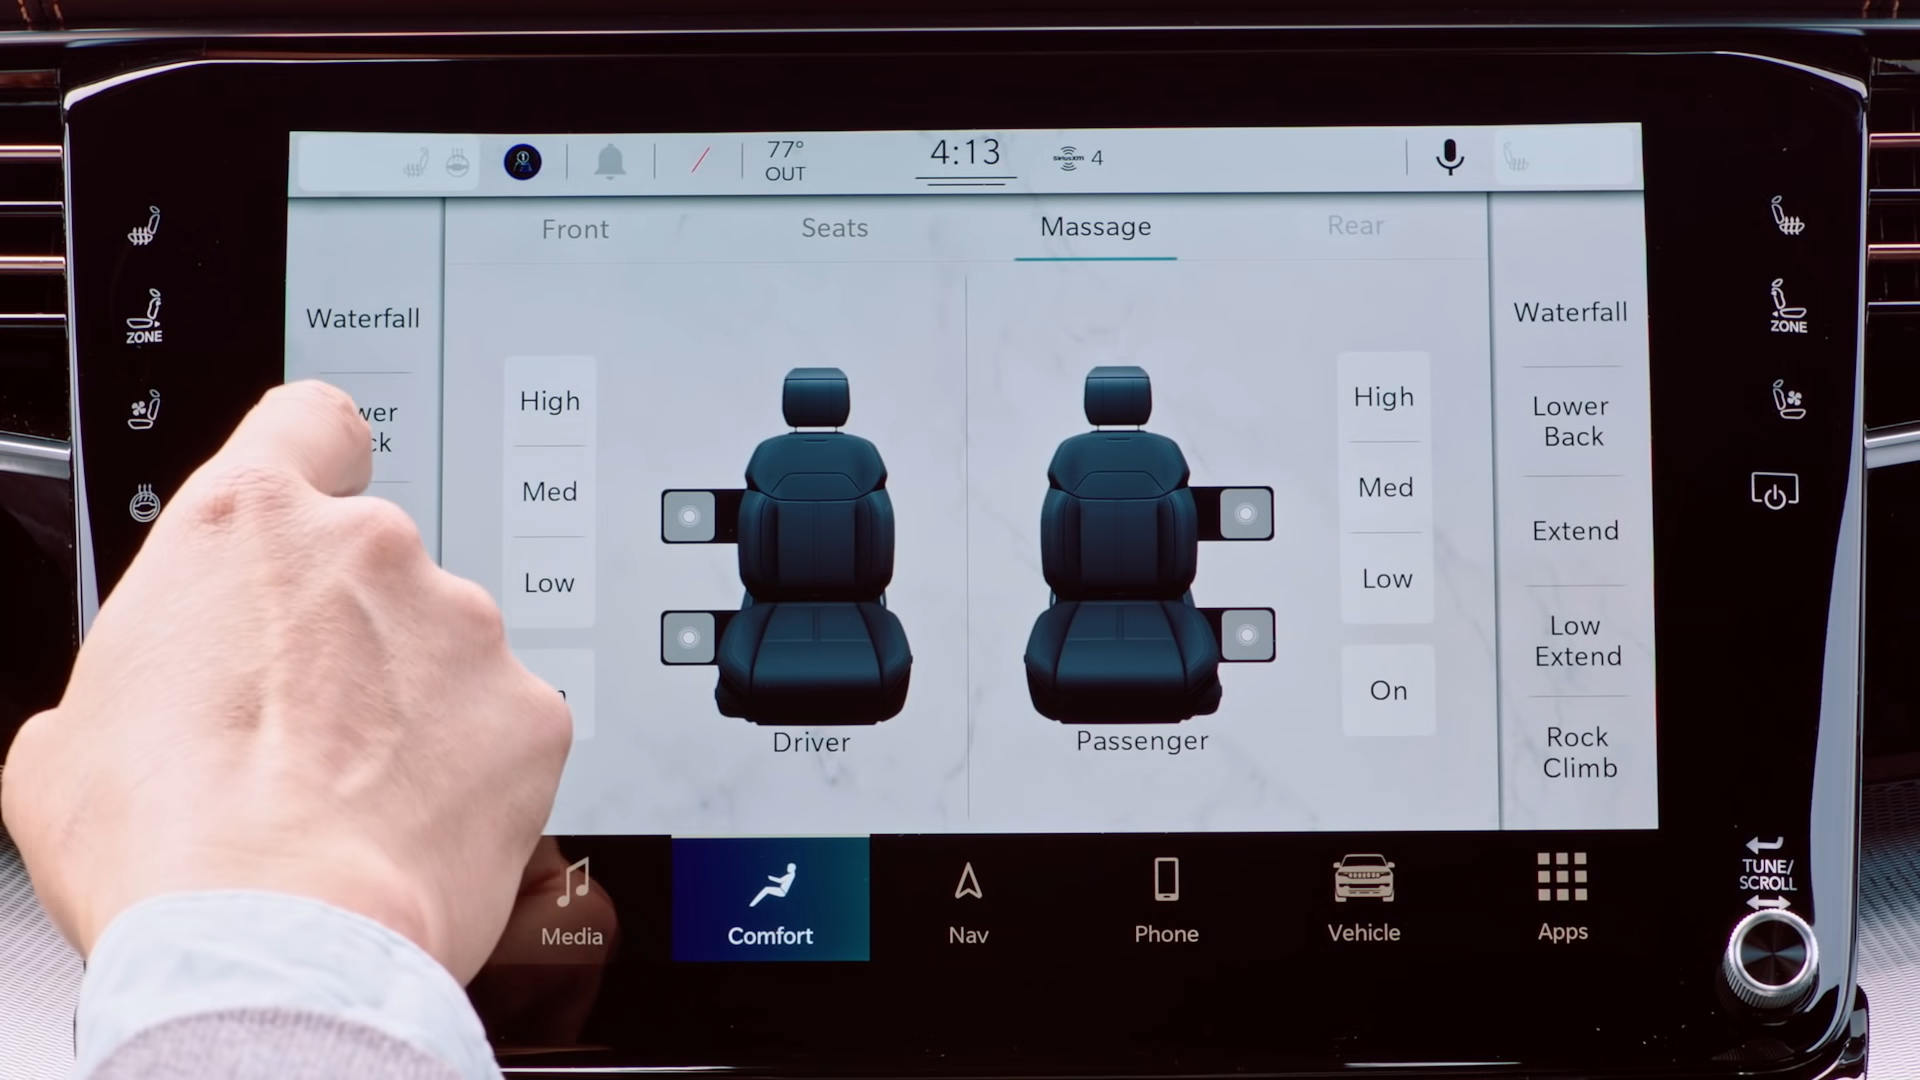 77°
OUT
4:13
SiriusXM 4
Front Seats Massage Rear
Waterfall
High
Med
Low
Driver
Passenger
High
Med
Low
On
Waterfall
Lower
Back
Extend
Low
Extend
Rock
Climb
ZONE
ZONE
Media
Comfort
Nav
Phone
Vehicle
Apps
TUNE/
SCROLL